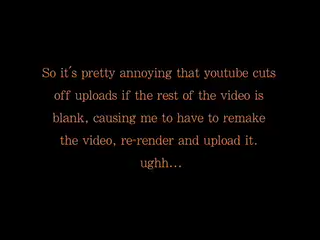 So it's pretty annoying that youtube cuts
off uploads if the rest of the video is
blank, causing me to have to remake
the video, re-render and upload it.
ughh...